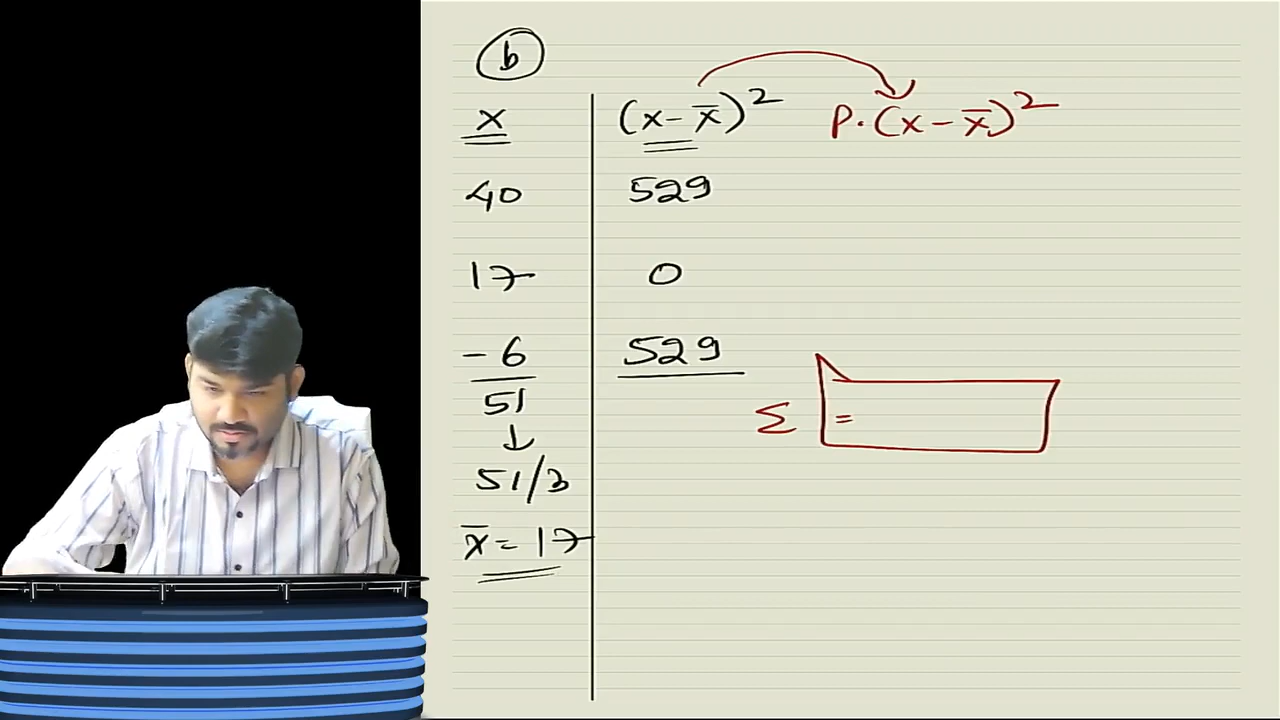 b
x (x-x̄)² P.(x-x̄)²
40 529
17 0
-6 529
51 Σ =
↓
51/3
x̄ = 17